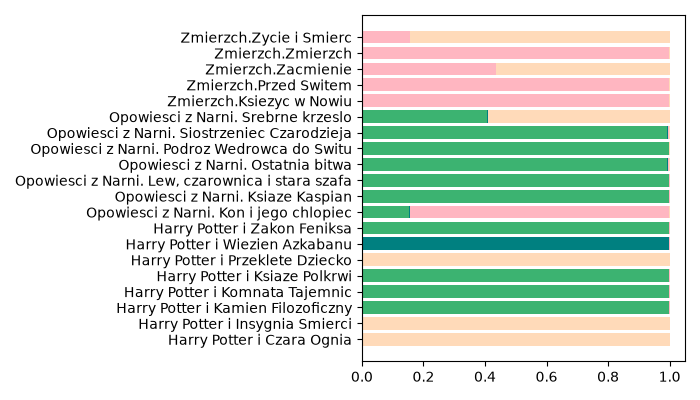 Zmierzch.Zycie i Smierc
Zmierzch.Zmierzch
Zmierzch.Zacmienie
Zmierzch.Przed Switem
Zmierzch.Ksiezyc w Nowiu
Opowiesci z Narni. Srebrne krzeslo
Opowiesci z Narni. Siostrzeniec Czarodzieja
Opowiesci z Narni. Podroz Wedrowca do Switu
Opowiesci z Narni. Ostatnia bitwa
Opowiesci z Narni. Lew, czarownica i stara szafa
Opowiesci z Narni. Ksiaze Kaspian
Opowiesci z Narni. Kon i jego chlopiec
Harry Potter i Zakon Feniksa
Harry Potter i Wiezien Azkabanu
Harry Potter i Przeklete Dziecko
Harry Potter i Ksiaze Polkrwi
Harry Potter i Komnata Tajemnic
Harry Potter i Kamien Filozoficzny
Harry Potter i Insygnia Smierci
Harry Potter i Czara Ognia
0.0 0.2 0.4 0.6 0.8 1.0